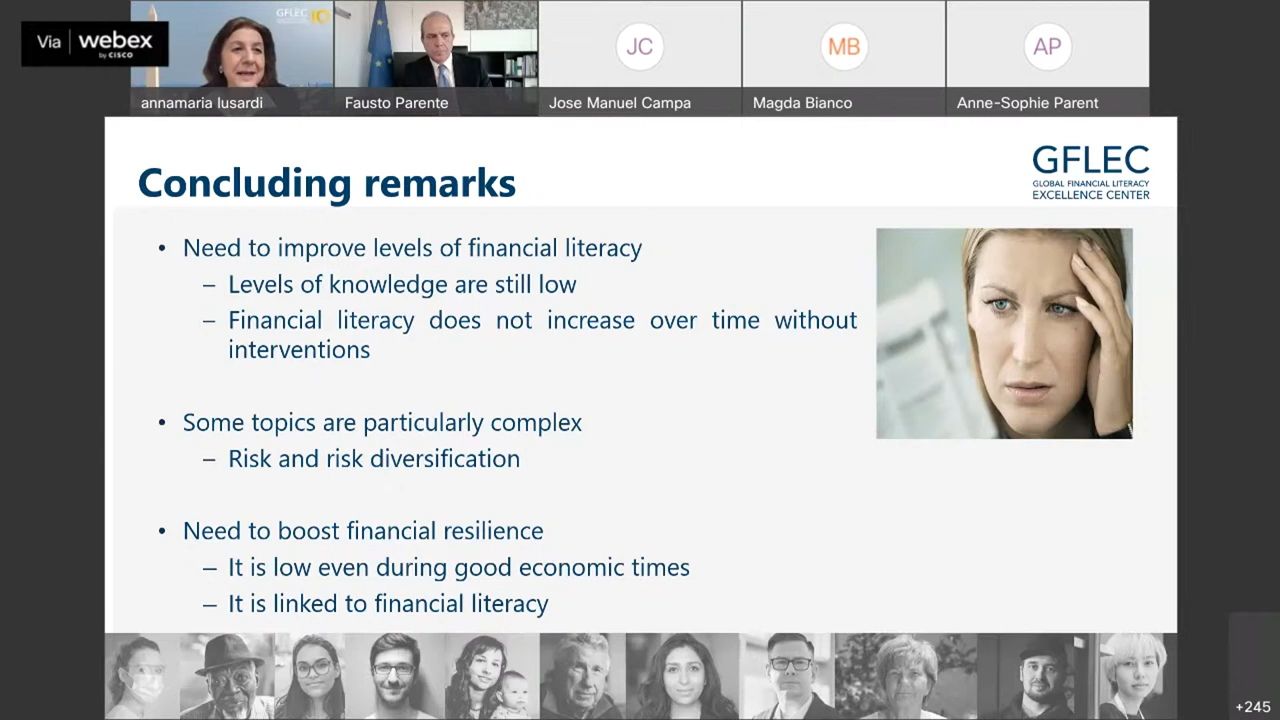 Via webex
by CISCO
GFLEC 10
annamaria lusardi
Fausto Parente
JC
Jose Manuel Campa
MB
Magda Bianco
AP
Anne-Sophie Parent
Concluding remarks
GFLEC
GLOBAL FINANCIAL LITERACY
EXCELLENCE CENTER
• Need to improve levels of financial literacy
– Levels of knowledge are still low
– Financial literacy does not increase over time without
interventions
• Some topics are particularly complex
– Risk and risk diversification
• Need to boost financial resilience
– It is low even during good economic times
– It is linked to financial literacy
+245